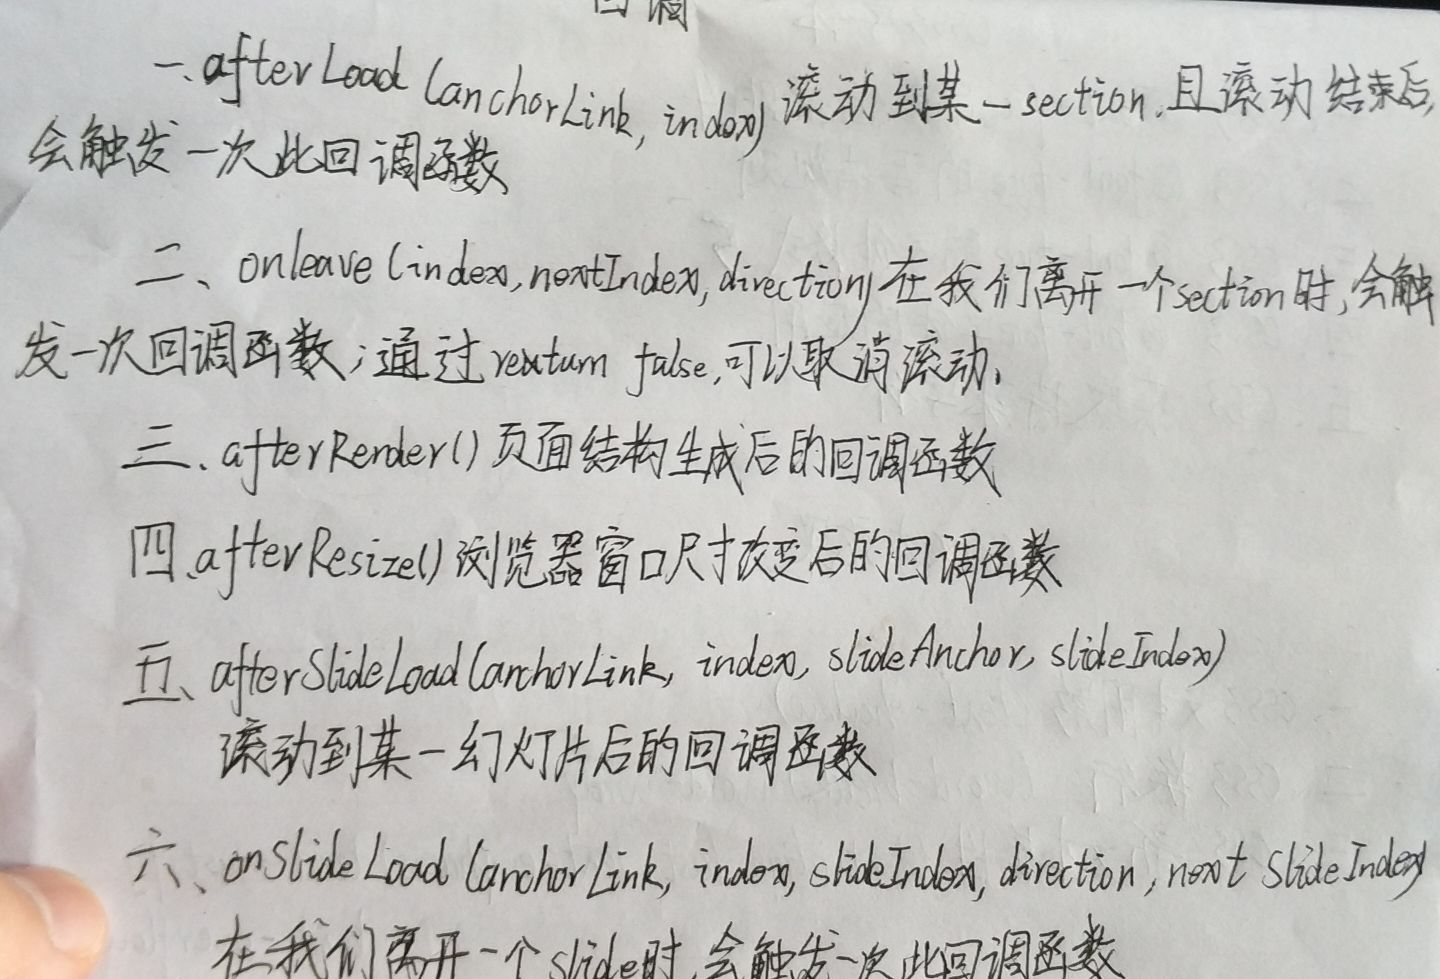 回调
一、afterLoad (anchorLink, index) 滚动到某一section.且滚动结束后,
会触发一次此回调函数
二、onleave (index, nextIndex, direction) 在我们离开一个section时,会触
发一次回调函数;通过 return false,可以取消滚动.
三、afterRender() 页面结构生成后的回调函数
四.afterResize() 浏览器窗口尺寸改变后的回调函数
五、afterSlideLoad (anchorLink, index, slideAnchor, slideIndex)
滚动到某一幻灯片后的回调函数
六、onSlideLoad (anchorLink, index, slideIndex, direction, next SlideIndex)
在我们离开一个slide时,会触发一次此回调函数